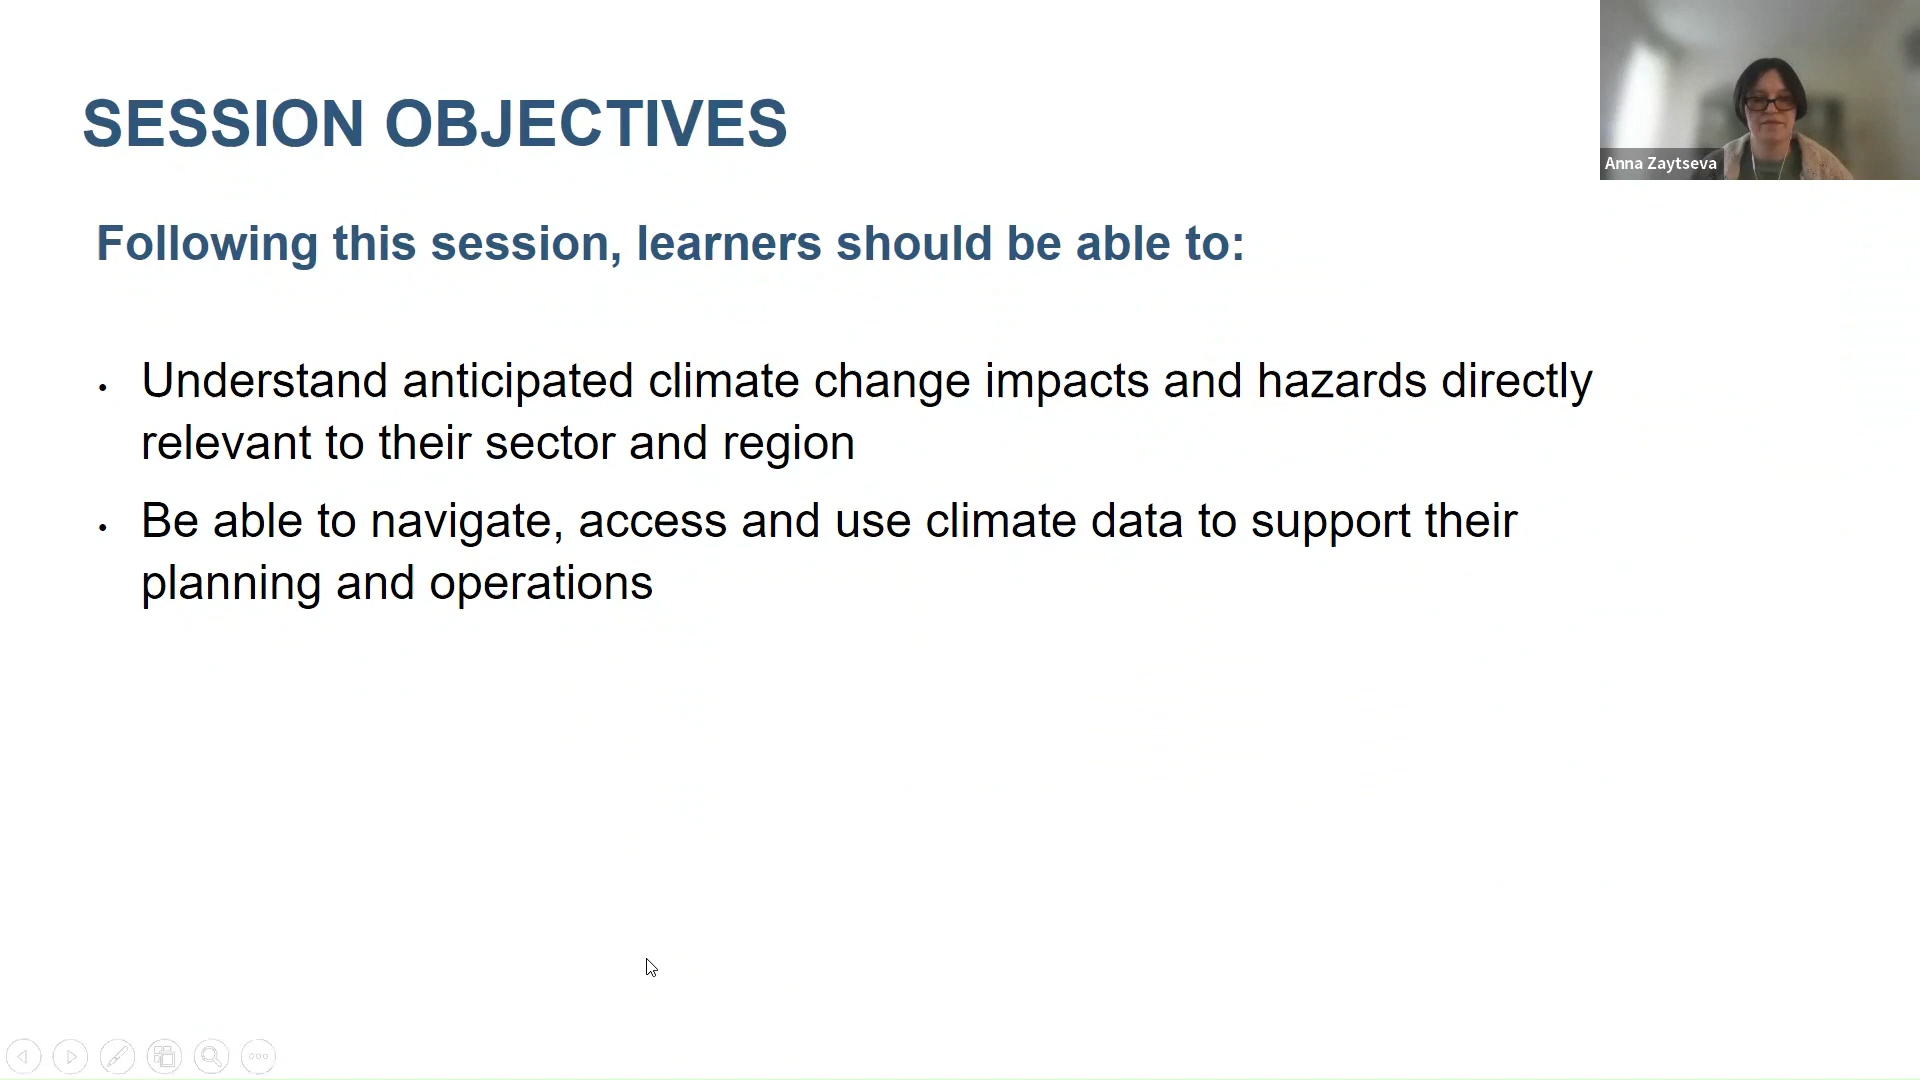 SESSION OBJECTIVES
Anna Zaytseva
Following this session, learners should be able to:
• Understand anticipated climate change impacts and hazards directly
relevant to their sector and region
• Be able to navigate, access and use climate data to support their
planning and operations